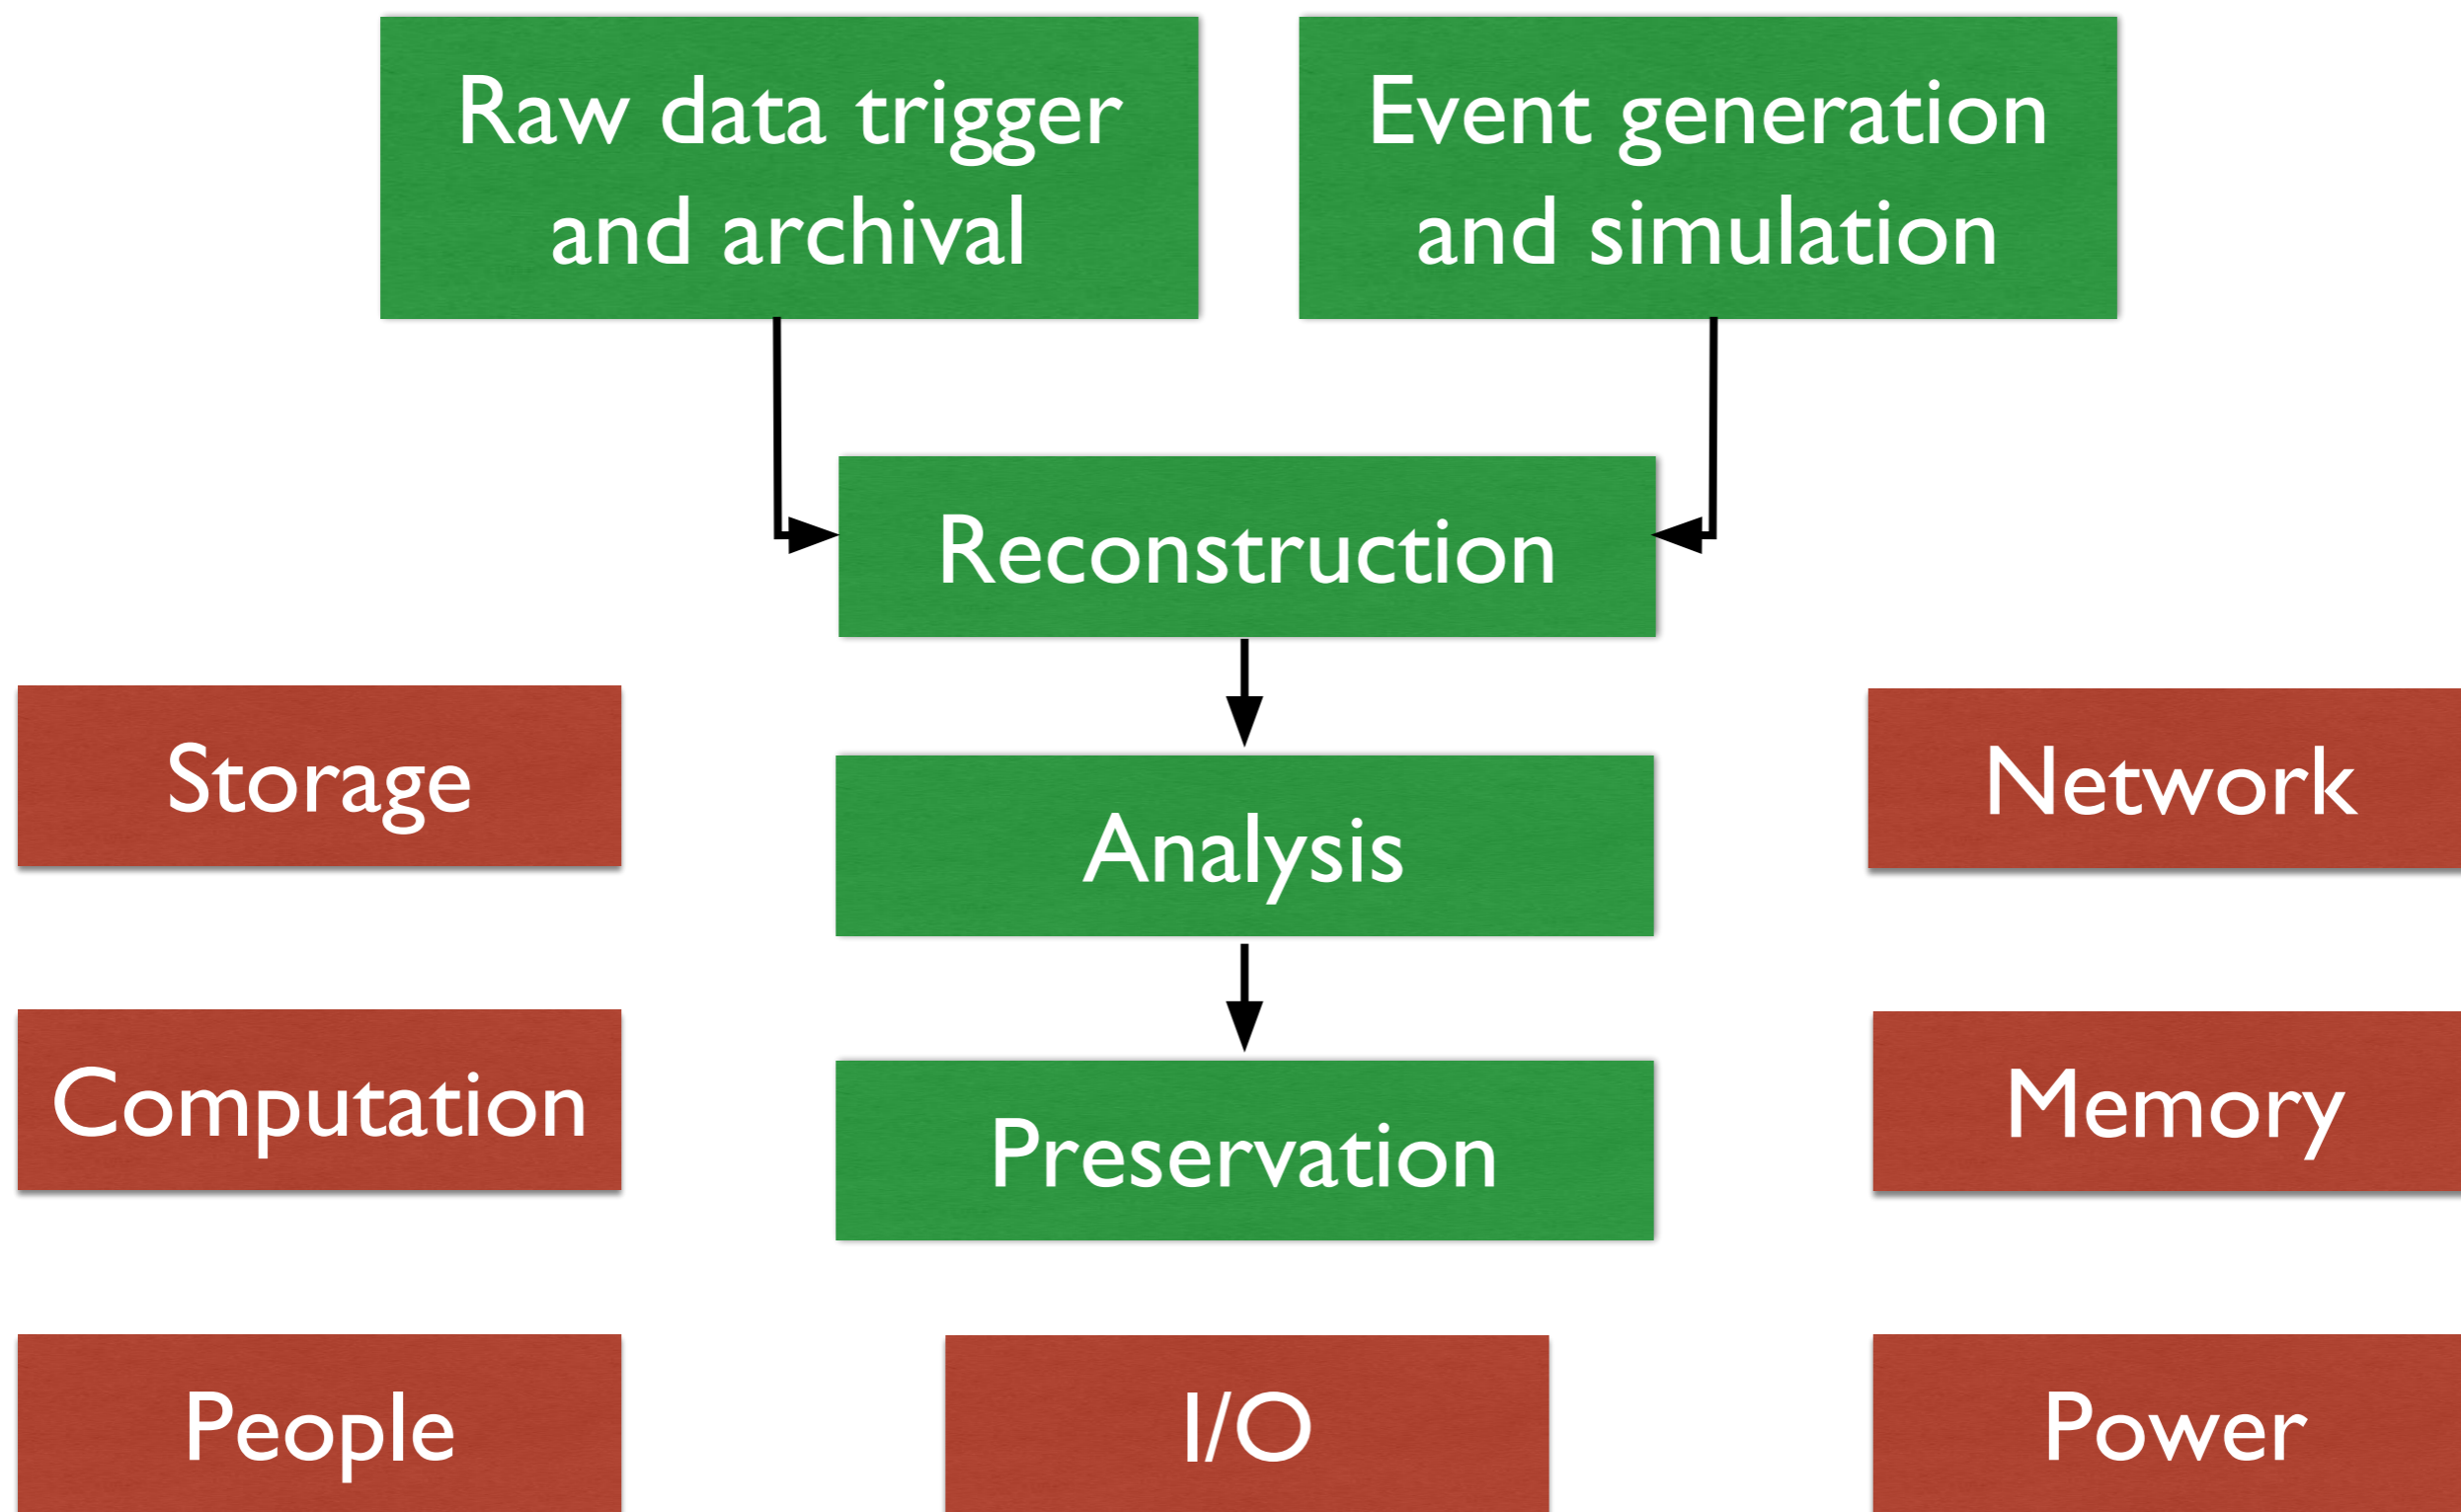 Raw data trigger
and archival
Event generation
and simulation
Reconstruction
Storage
Analysis
Network
Computation
Preservation
Memory
People
I/O
Power